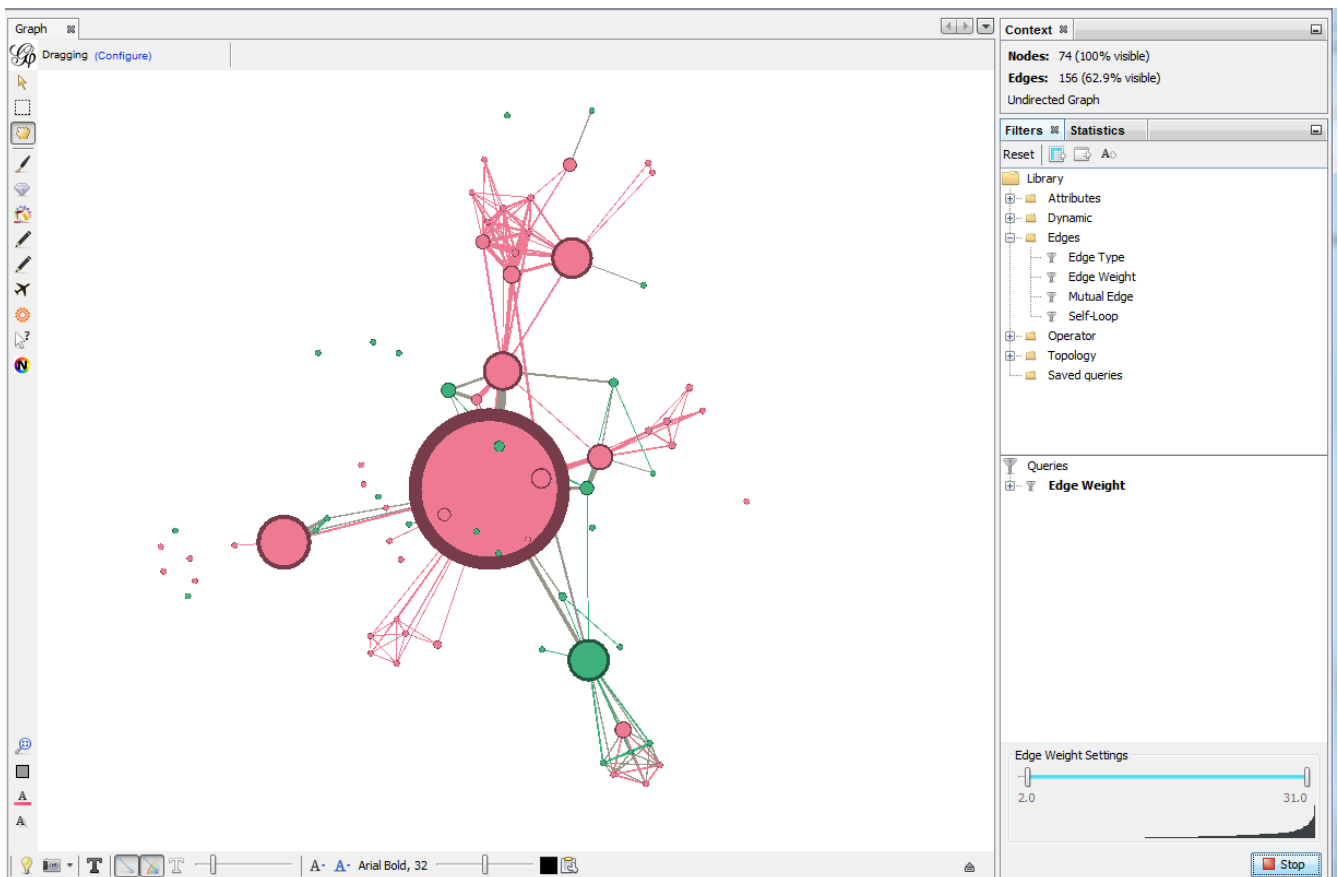 Graph
Dragging (Configure)
Context
Nodes: 74 (100% visible)
Edges: 156 (62.9% visible)
Undirected Graph
Filters Statistics
Reset
Library
Attributes
Dynamic
Edges
Edge Type
Edge Weight
Mutual Edge
Self-Loop
Operator
Topology
Saved queries
Queries
Edge Weight
Edge Weight Settings
2.0 31.0
T T A A Arial Bold, 32
Stop